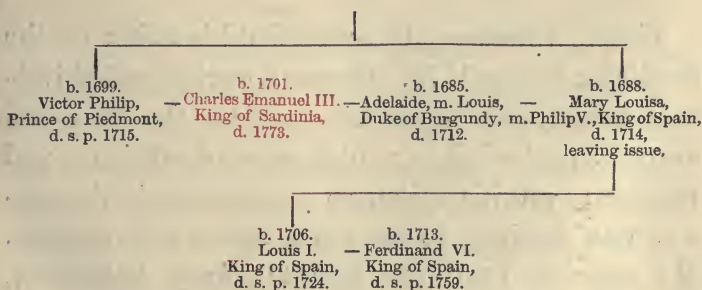 b. 1699.
Victor Philip,
Prince of Piedmont,
d. s. p. 1715.
— b. 1701.
Charles Emanuel III.
King of Sardinia,
d. 1773.
— b. 1685.
Adelaide, m. Louis,
Duke of Burgundy,
d. 1712.
— b. 1688.
Mary Louisa,
m. Philip V., King of Spain,
d. 1714,
leaving issue.
b. 1706.
Louis I.
King of Spain,
d. s. p. 1724.
— b. 1713.
Ferdinand VI.
King of Spain,
d. s. p. 1759.